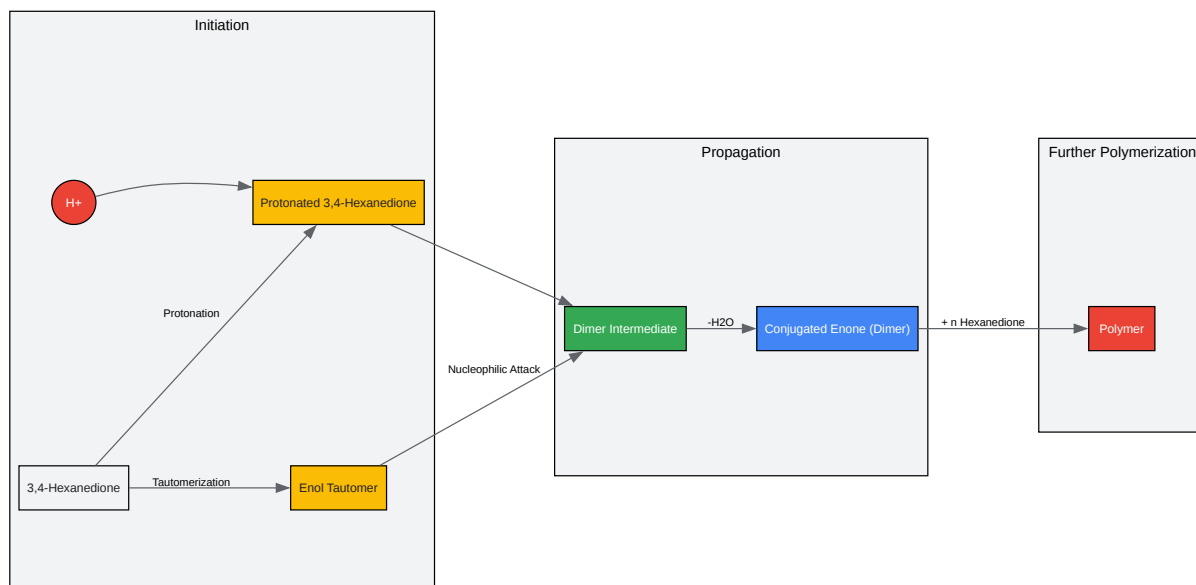 Initiation
H+
Protonated 3,4-Hexanedione
Protonation
3,4-Hexanedione
Tautomerization
Enol Tautomer
Nucleophilic Attack
Propagation
Dimer Intermediate
-H2O
Conjugated Enone (Dimer)
+ n Hexanedione
Further Polymerization
Polymer